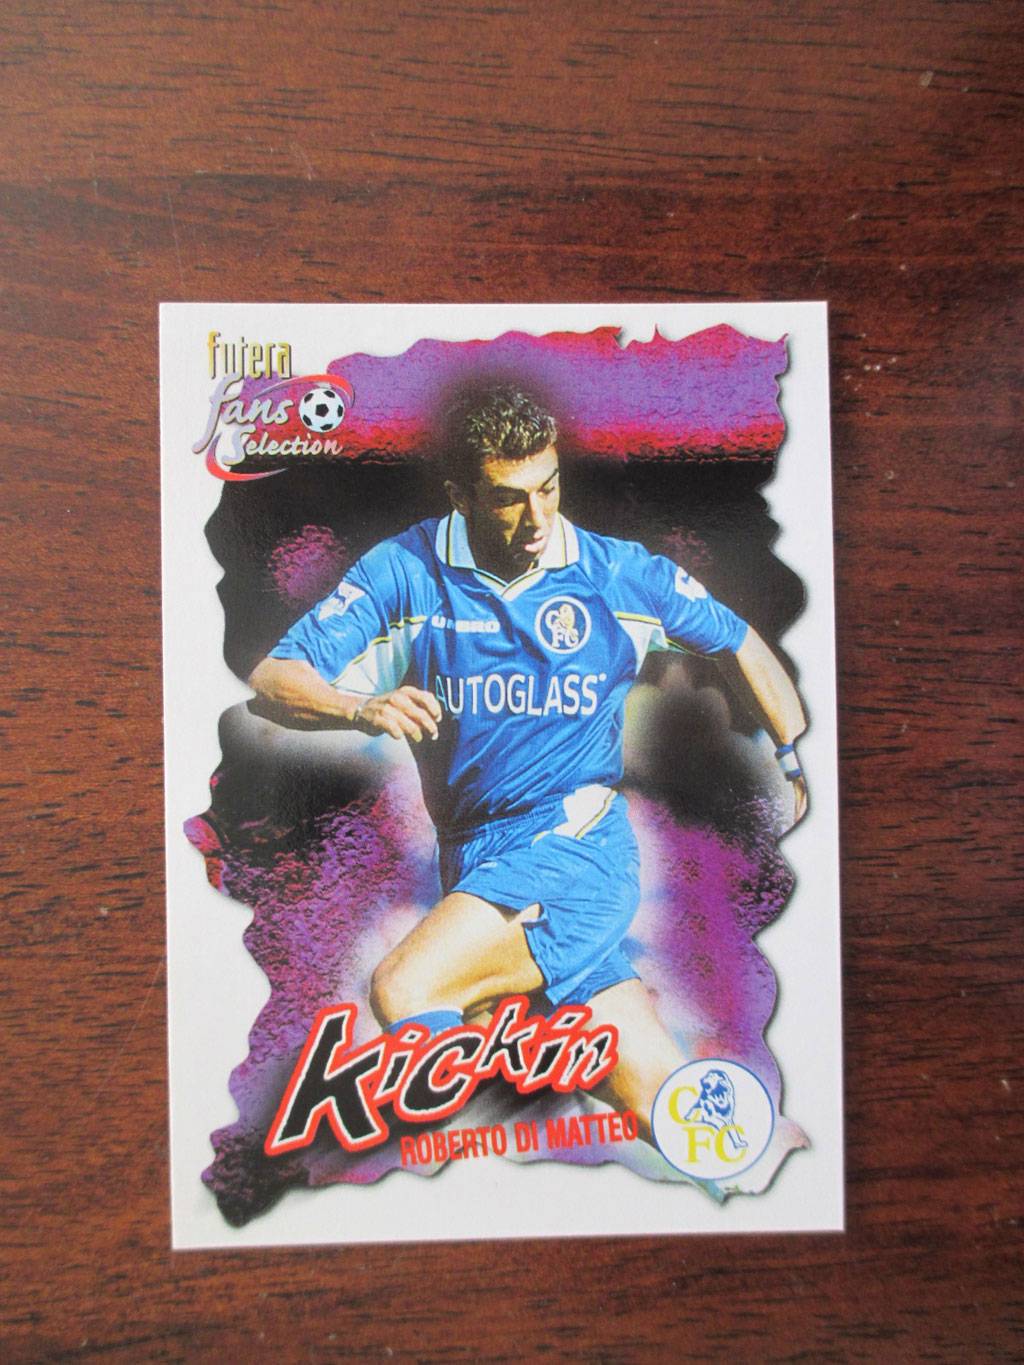 futera
fans
Selection
UMBRO
CFC
AUTOGLASS
Kickin
ROBERTO DI MATTEO
CFC